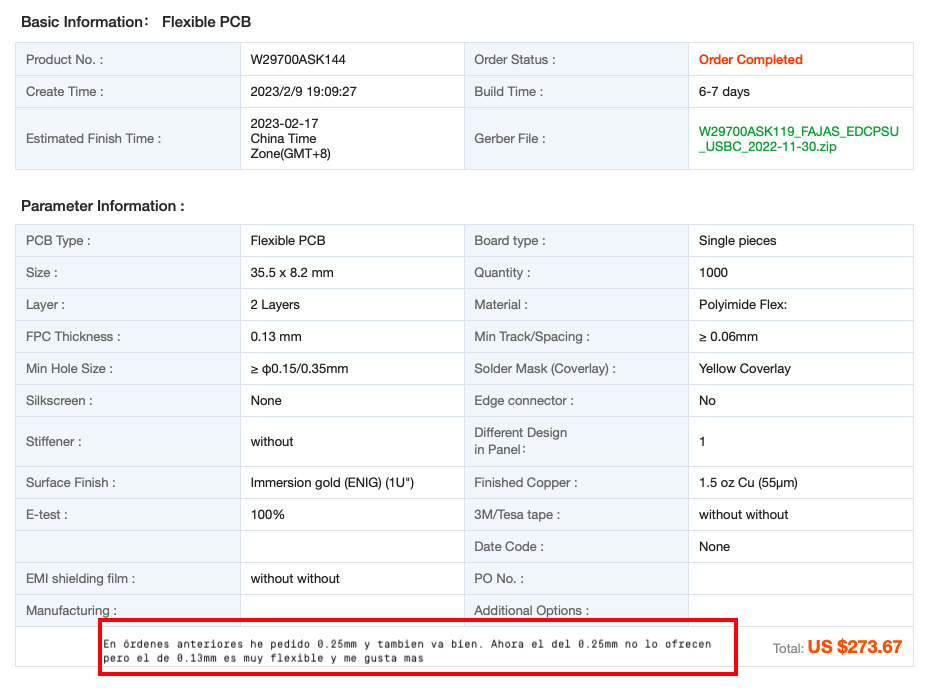 Basic Information: Flexible PCB
Product No. : W29700ASK144 Order Status : Order Completed
Create Time : 2023/2/9 19:09:27 Build Time : 6-7 days
Estimated Finish Time : 2023-02-17
China Time
Zone(GMT+8) Gerber File : W29700ASK119_FAJAS_EDCPSU
_USBC_2022-11-30.zip
Parameter Information :
PCB Type : Flexible PCB Board type : Single pieces
Size : 35.5 x 8.2 mm Quantity : 1000
Layer : 2 Layers Material : Polyimide Flex:
FPC Thickness : 0.13 mm Min Track/Spacing : ≥ 0.06mm
Min Hole Size : ≥ ф0.15/0.35mm Solder Mask (Coverlay) : Yellow Coverlay
Silkscreen : None Edge connector : No
Stiffener : without Different Design
in Panel: 1
Surface Finish : Immersion gold (ENIG) (1U") Finished Copper : 1.5 oz Cu (55µm)
E-test : 100% 3M/Tesa tape : without without
Date Code : None
EMI shielding film : without without PO No. :
Manufacturing : Additional Options :
En órdenes anteriores he pedido 0.25mm y tambien va bien. Ahora el del 0.25mm no lo ofrecen
pero el de 0.13mm es muy flexible y me gusta mas
Total: US $273.67